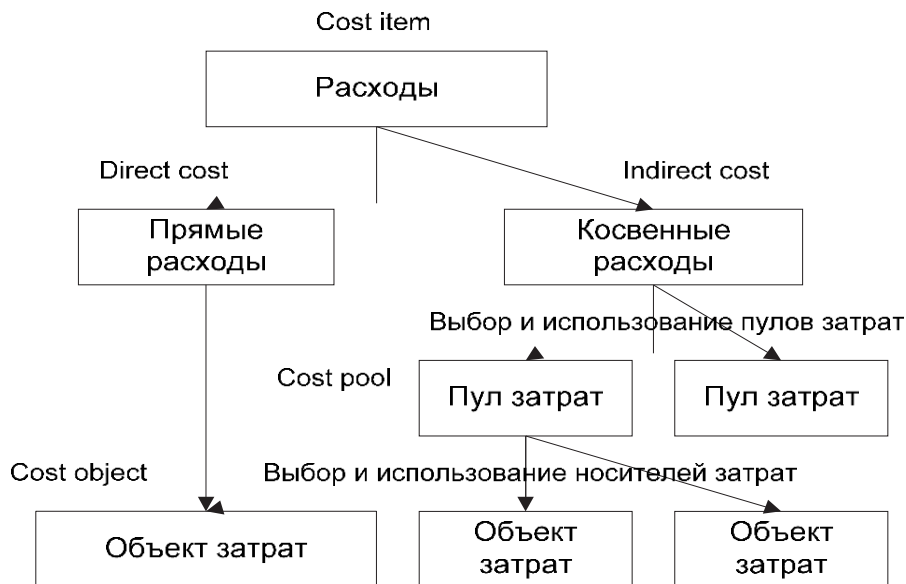 Cost item
Расходы
Direct cost
Indirect cost
Прямые
расходы
Косвенные
расходы
Выбор и использование пулов затрат
Cost pool
Пул затрат
Пул затрат
Cost object
Выбор и использование носителей затрат
Объект затрат
Объект
затрат
Объект
затрат